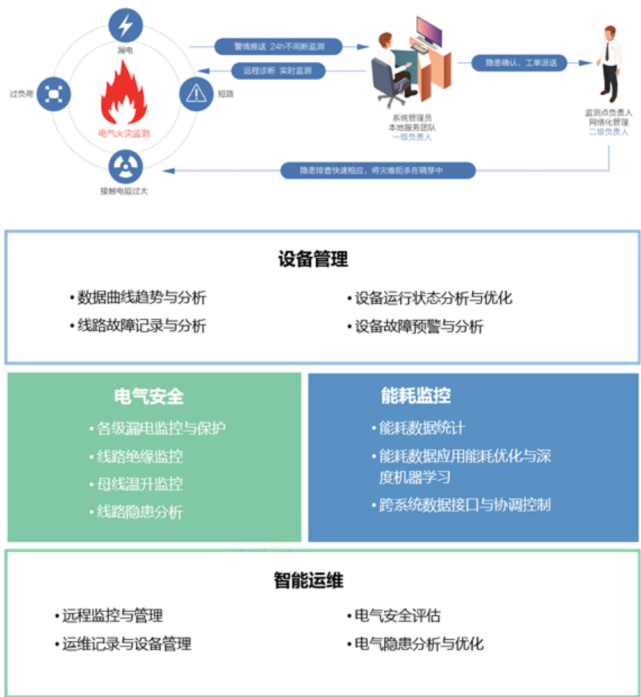 漏电
过负荷
短路
电气火灾监测
接触电阻过大
警情推送 24h不间断监测
远程诊断 实时监测
系统管理员
本地服务团队
一级负责人
隐患确认，工单派送
监测点负责人
网络化管理
二级负责人
隐患排查快速相应，将灾难扼杀在萌芽中
设备管理
• 数据曲线趋势与分析
• 设备运行状态分析与优化
• 线路故障记录与分析
• 设备故障预警与分析
电气安全
• 各级漏电监控与保护
• 线路绝缘监控
• 母线温升监控
• 线路隐患分析
能耗监控
• 能耗数据统计
• 能耗数据应用能耗优化与深
度机器学习
• 跨系统数据接口与协调控制
智能运维
• 远程监控与管理
• 电气安全评估
• 运维记录与设备管理
• 电气隐患分析与优化